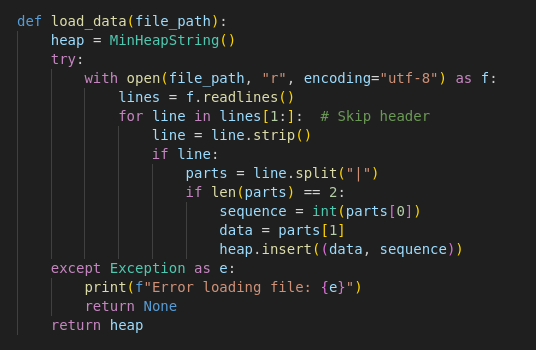 def load_data(file_path):
    heap = MinHeapString()
    try:
        with open(file_path, "r", encoding="utf-8") as f:
            lines = f.readlines()
            for line in lines[1:]:  # Skip header
                line = line.strip()
                if line:
                    parts = line.split("|")
                    if len(parts) == 2:
                        sequence = int(parts[0])
                        data = parts[1]
                        heap.insert((data, sequence))
    except Exception as e:
        print(f"Error loading file: {e}")
        return None
    return heap